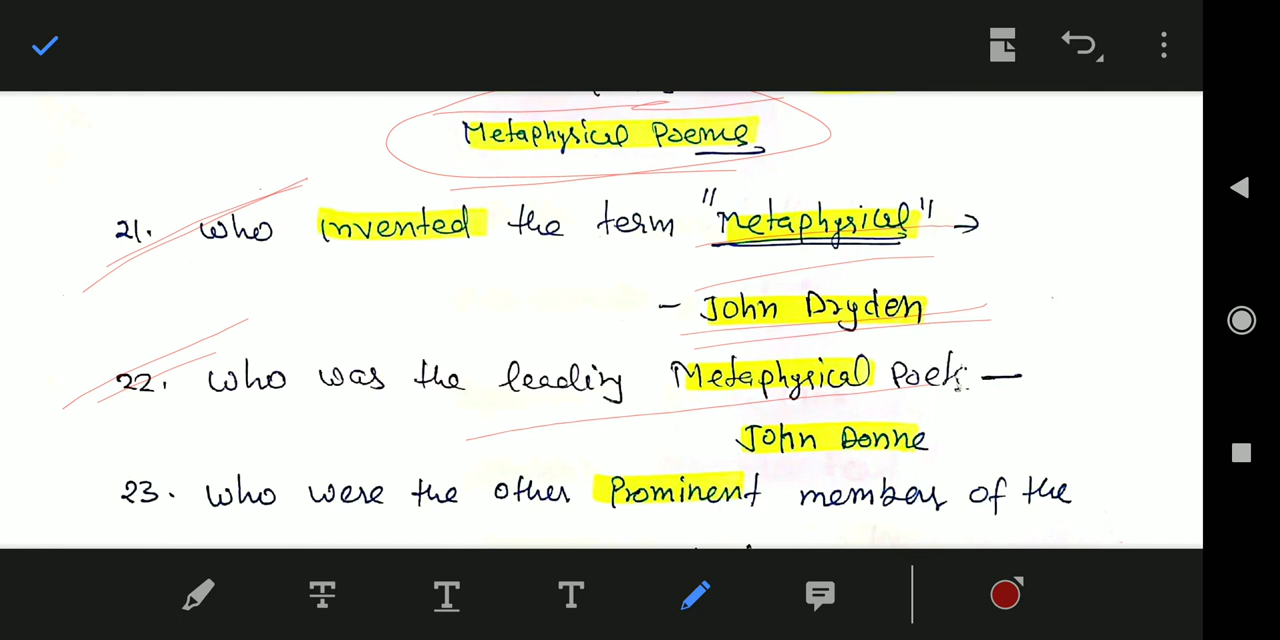 Metaphysical Poems
21. who invented the term "Metaphysical" →
- John Dryden
22. who was the leading Metaphysical Poet —
John Donne
23. who were the other Prominent members of the